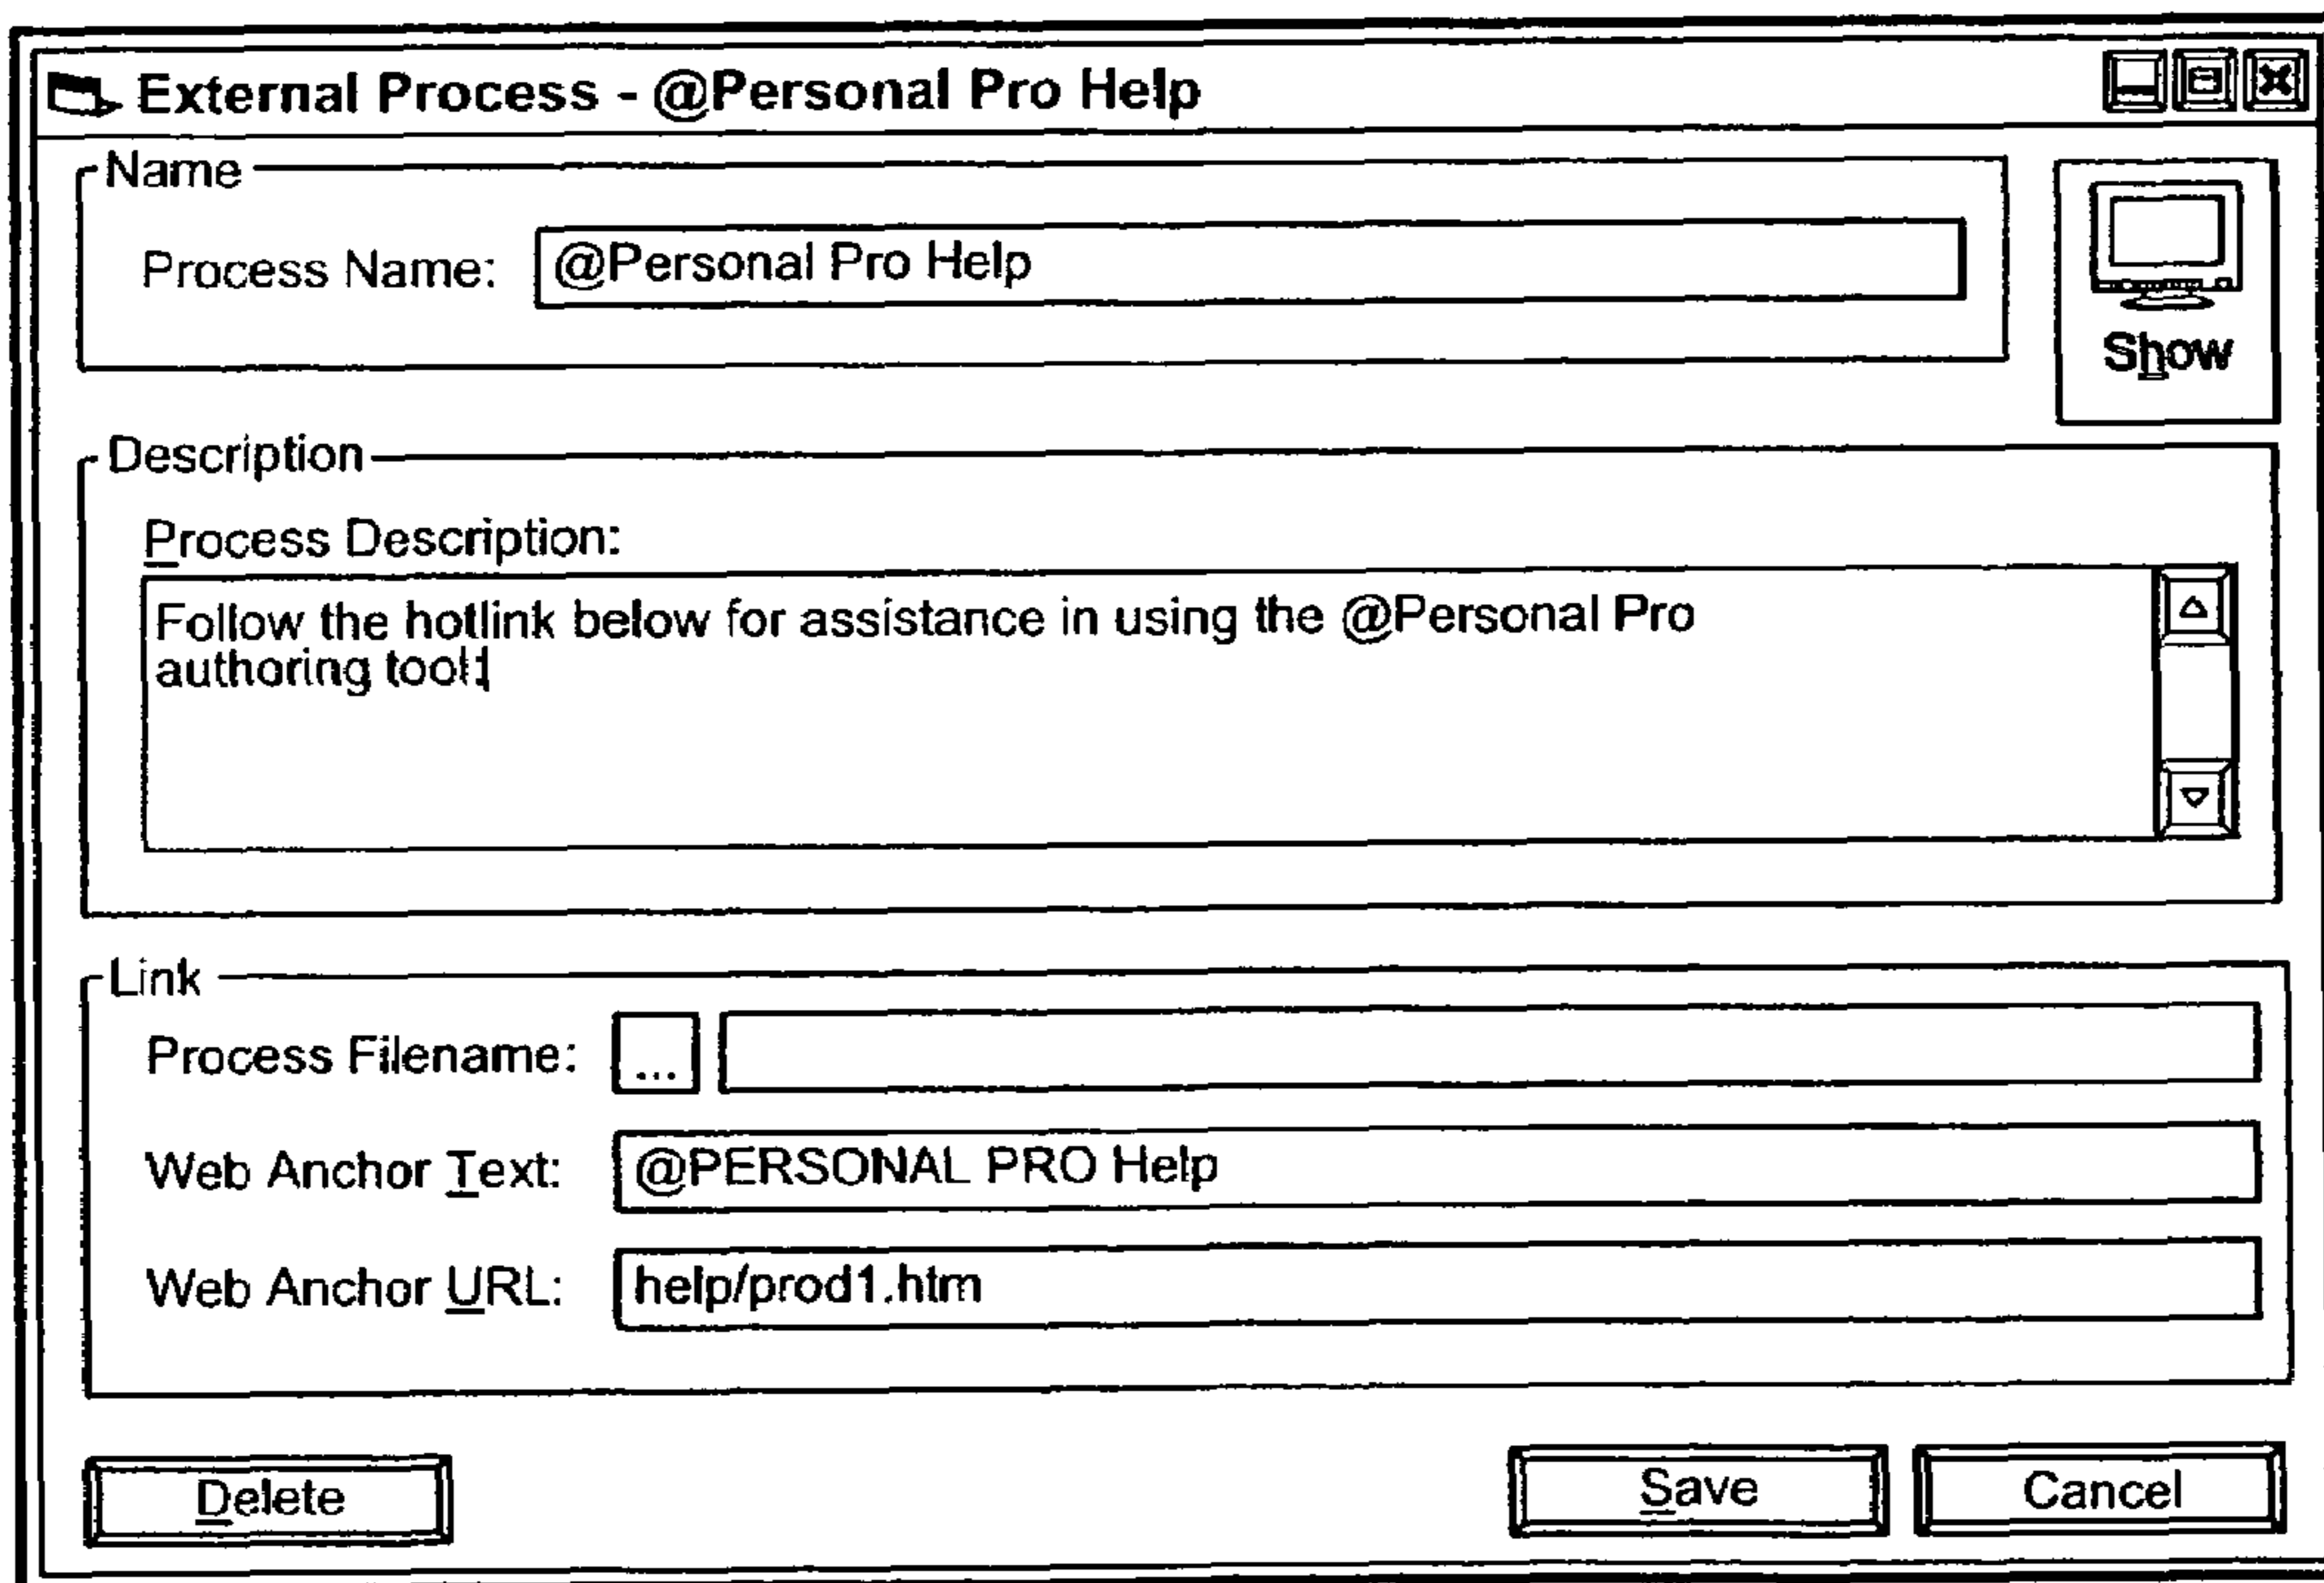 External Process - @Personal Pro Help
Name
Process Name: @Personal Pro Help
Show
Description
Process Description:
Follow the hotlink below for assistance in using the @Personal Pro
authoring tool:
Link
Process Filename: ...
Web Anchor Text: @PERSONAL PRO Help
Web Anchor URL: help/prod1.htm
Delete Save Cancel